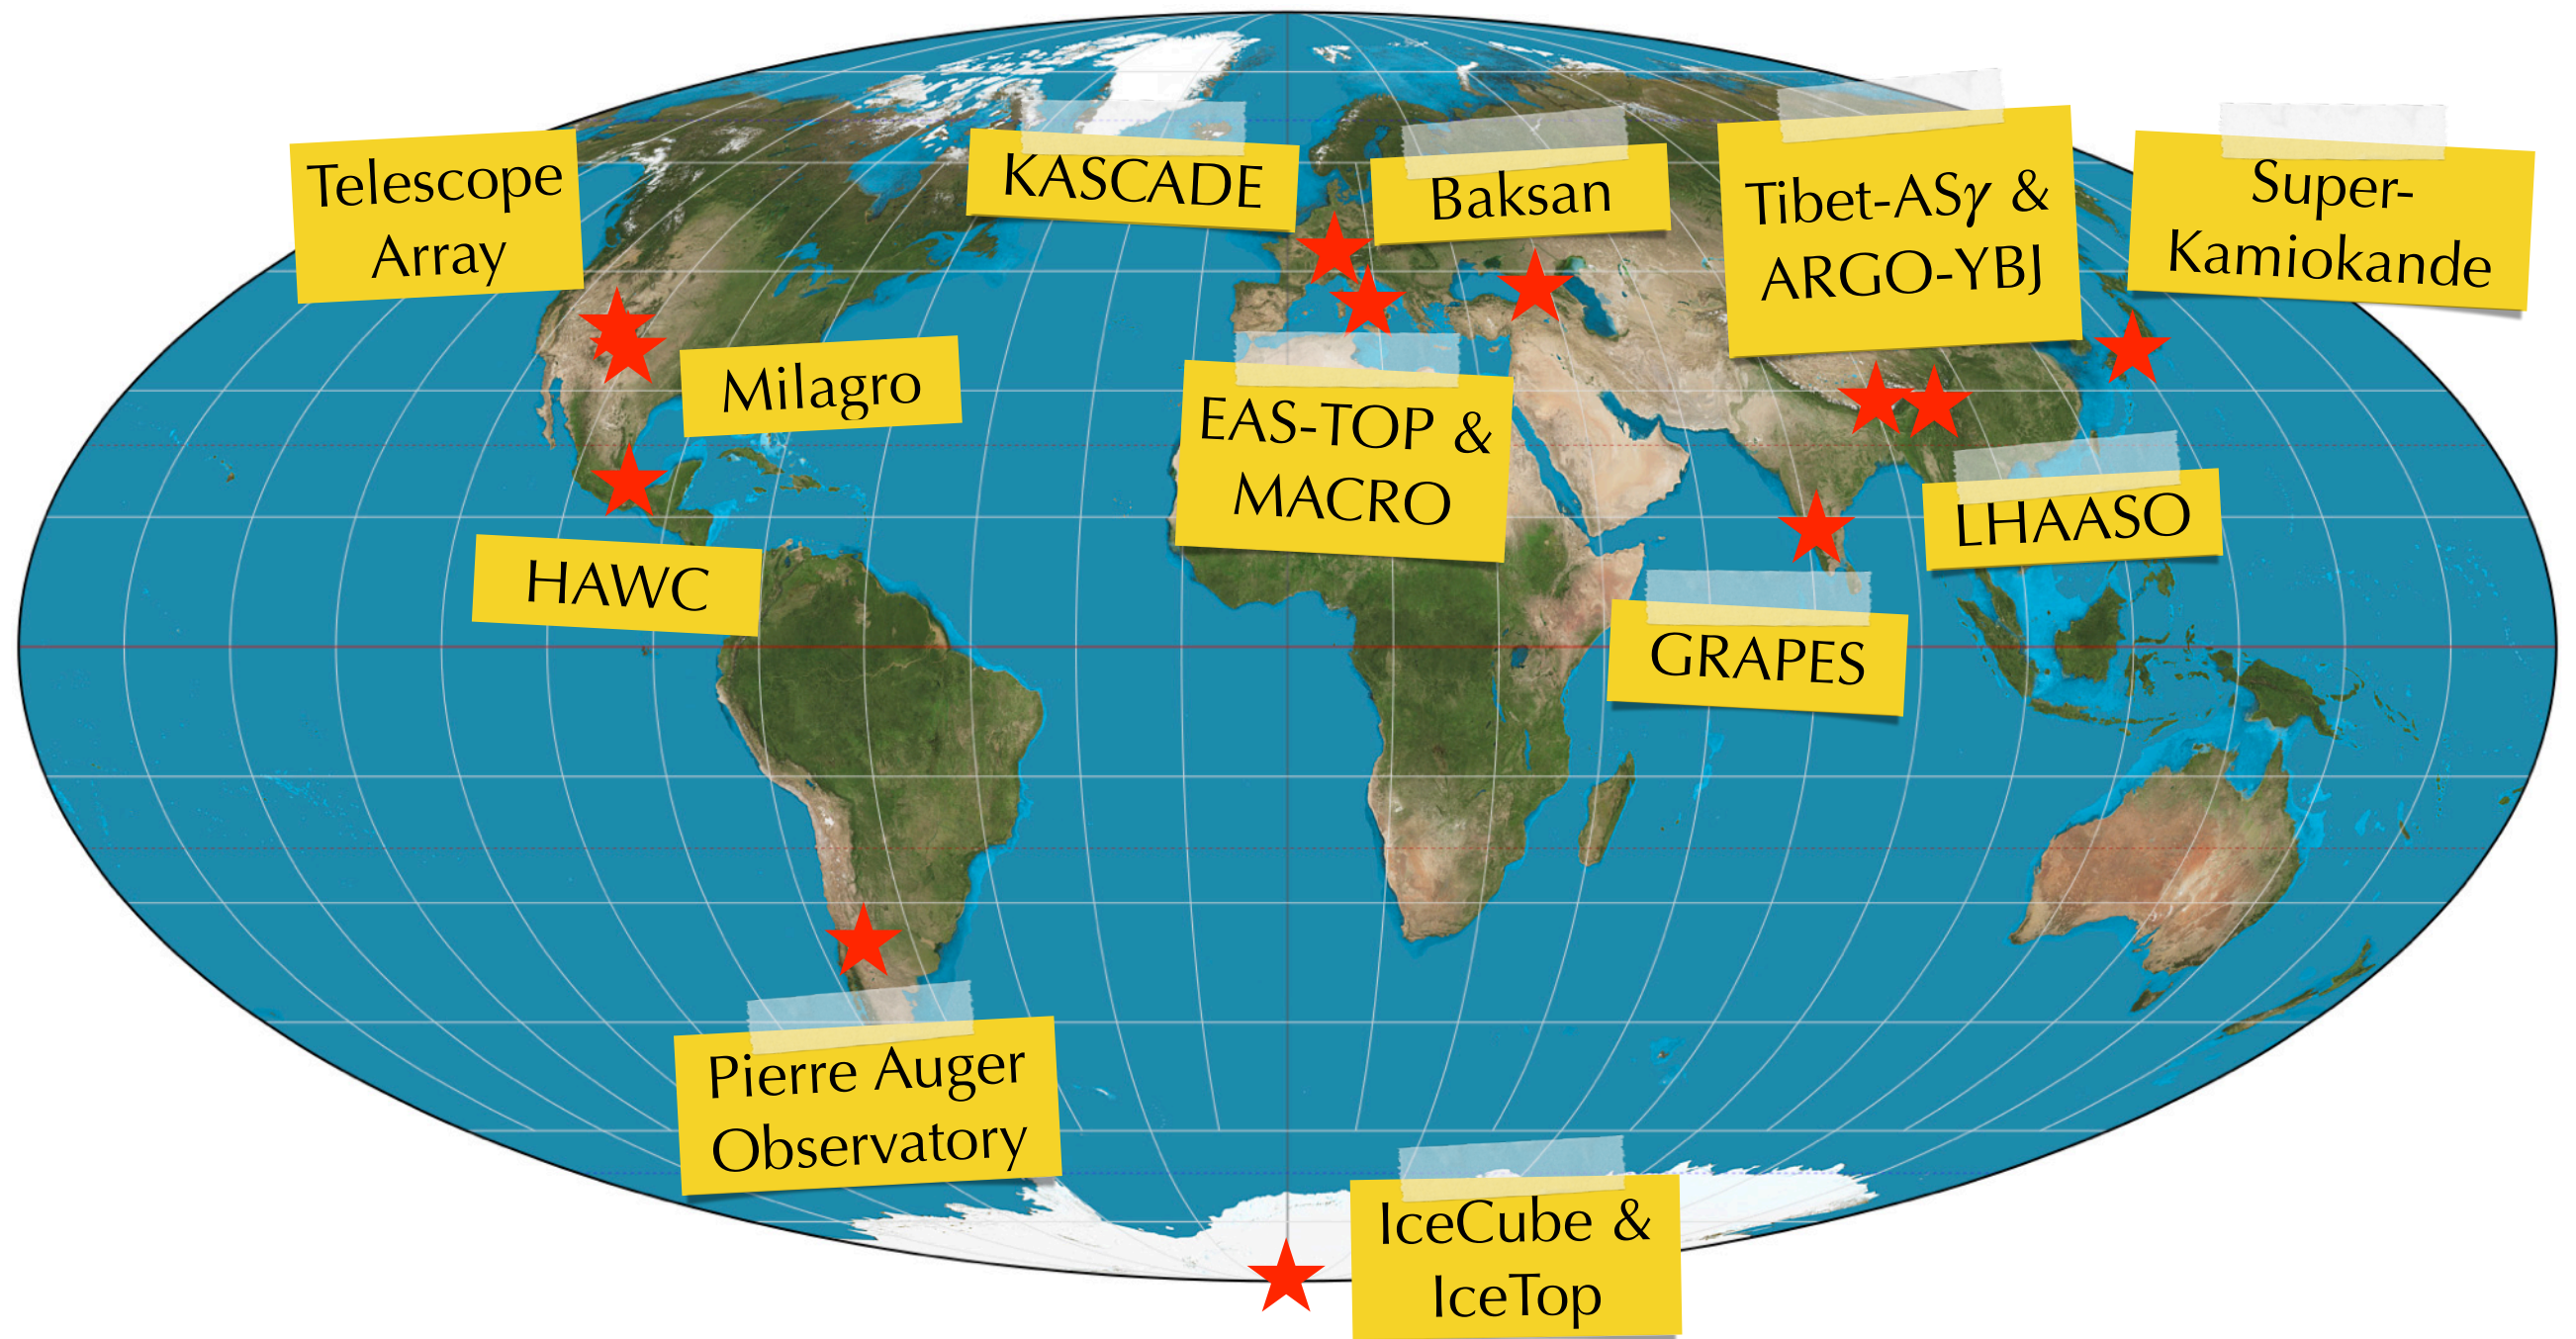 Telescope
Array
KASCADE
Baksan
Tibet-ASγ &
ARGO-YBJ
Super-
Kamiokande
Milagro
EAS-TOP &
MACRO
LHAASO
HAWC
GRAPES
Pierre Auger
Observatory
IceCube &
IceTop